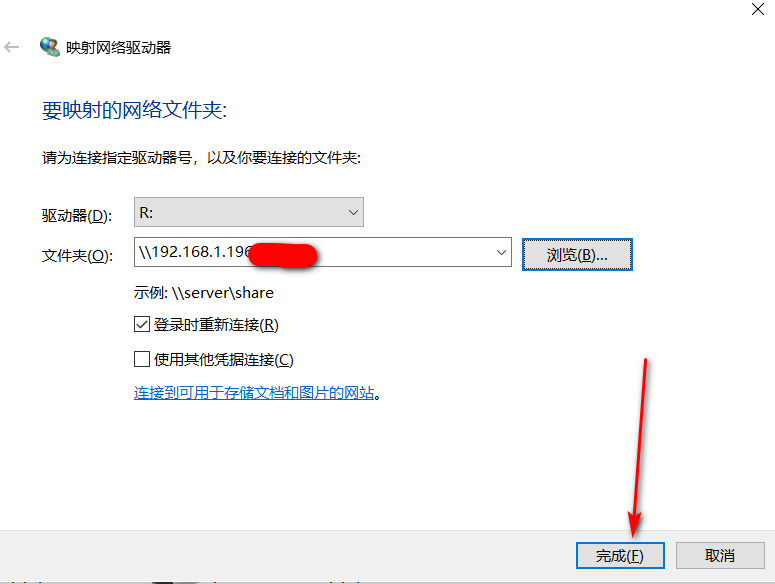 映射网络驱动器
要映射的网络文件夹:
请为连接指定驱动器号，以及你要连接的文件夹:
驱动器(D): R:
文件夹(O): \\192.168.1.196 浏览(B)...
示例: \\server\share
登录时重新连接(R)
使用其他凭据连接(C)
连接到可用于存储文档和图片的网站。
完成(F) 取消